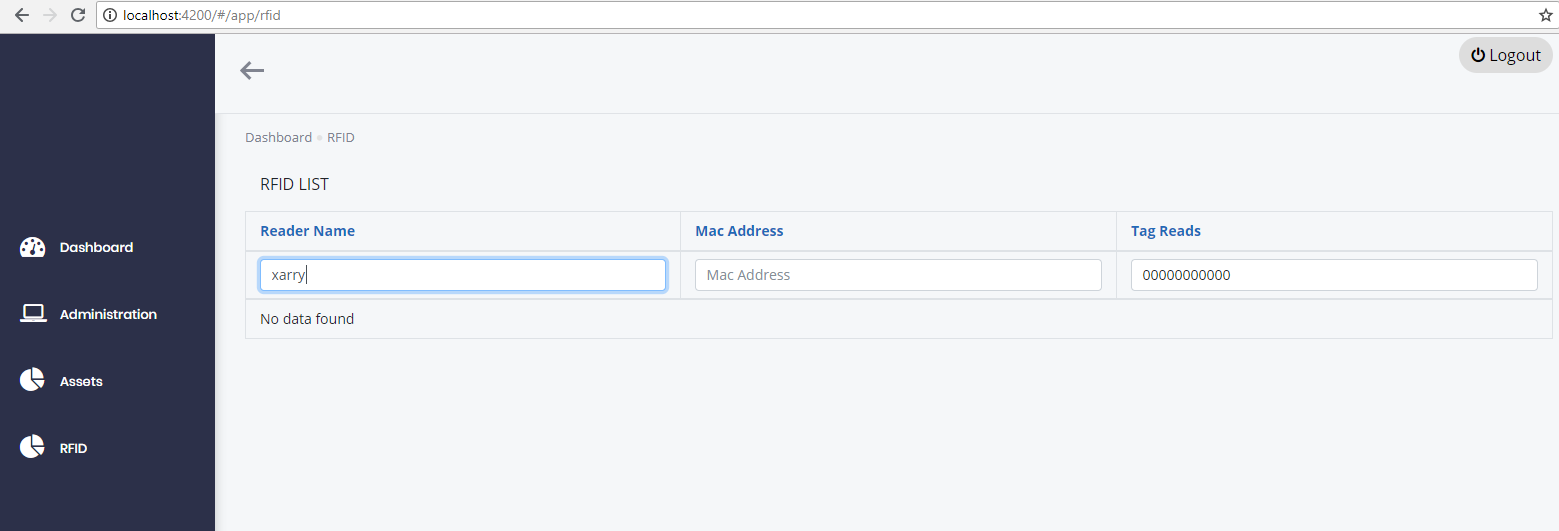 localhost:4200/#/app/rfid
Logout
Dashboard RFID
RFID LIST
Reader Name Mac Address Tag Reads
xarry Mac Address 00000000000
No data found
Dashboard
Administration
Assets
RFID